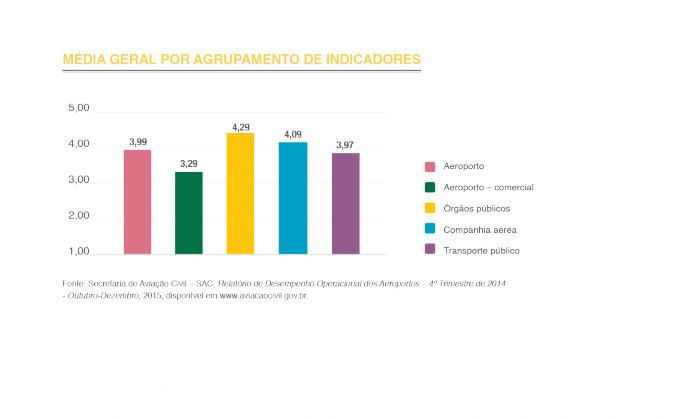 MÉDIA GERAL POR AGRUPAMENTO DE INDICADORES
5,00
4,00
3,00
2,00
1,00
3,99
3,29
4,29
4,09
3,97
Aeroporto
Aeroporto – comercial
Órgãos públicos
Companhia aérea
Transporte público
Fonte: Secretaria de Aviação Civil – SAC, Relatório de Desempenho Operacional dos Aeroportos – 4º Trimestre de 2014
- Outubro-Dezembro, 2015, disponível em www.aviacaocivil.gov.br.